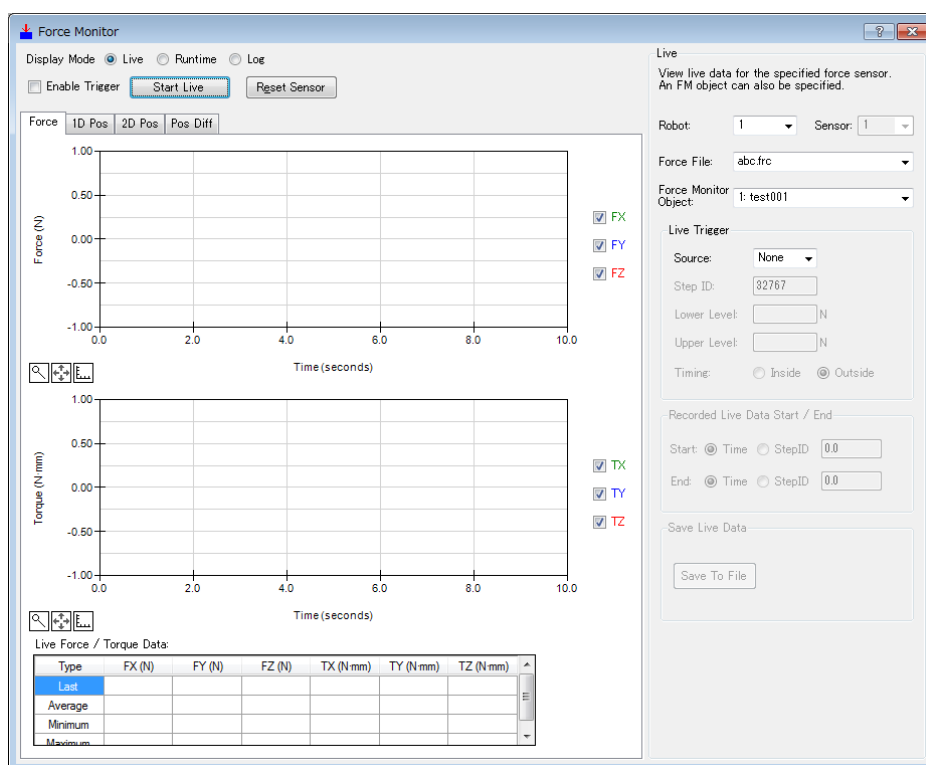 Force Monitor
Display Mode Live Runtime Log
Enable Trigger Start Live Reset Sensor
Force 1D Pos 2D Pos Pos Diff
1.00
0.50
0.00
-0.50
-1.00
Force (N)
0.0 2.0 4.0 6.0 8.0 10.0
Time (seconds)
FX
FY
FZ
1.00
0.50
0.00
-0.50
-1.00
Torque (N·mm)
0.0 2.0 4.0 6.0 8.0 10.0
Time (seconds)
TX
TY
TZ
Live Force / Torque Data:
Type FX (N) FY (N) FZ (N) TX (N·mm) TY (N·mm) TZ (N·mm)
Last
Average
Minimum
Maximum
Live
View live data for the specified force sensor.
An FM object can also be specified.
Robot: 1 Sensor: 1
Force File: abc.frc
Force Monitor
Object: 1: test001
Live Trigger
Source: None
Step ID: 32767
Lower Level: N
Upper Level: N
Timing: Inside Outside
Recorded Live Data Start / End
Start: Time StepID 0.0
End: Time StepID 0.0
Save Live Data
Save To File